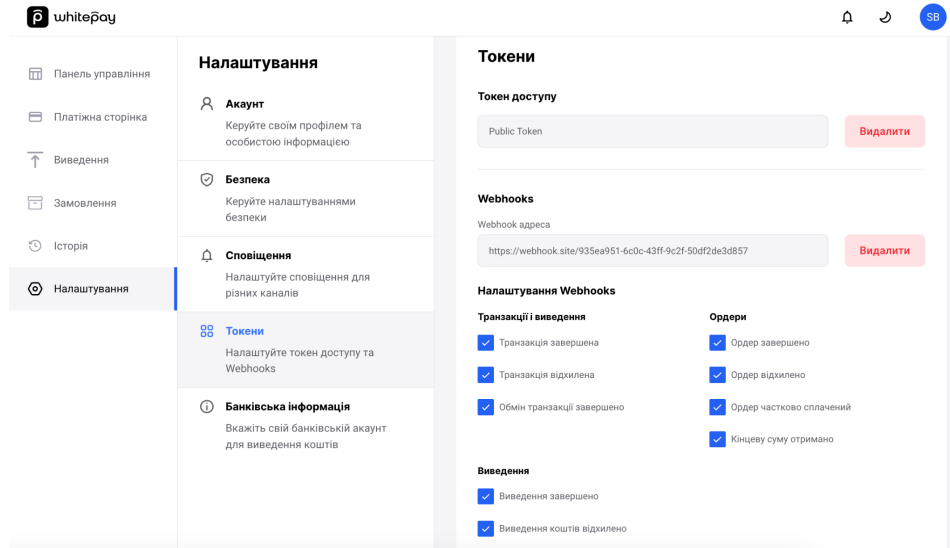 whitepay
SB
Панель управління
Платіжна сторінка
Виведення
Замовлення
Історія
Налаштування
Налаштування
Акаунт
Керуйте своїм профілем та
особистою інформацією
Безпека
Керуйте налаштуваннями
безпеки
Сповіщення
Налаштуйте сповіщення для
різних каналів
Токени
Налаштуйте токен доступу та
Webhooks
Банківська інформація
Вкажіть свій банківській акаунт
для виведення коштів
Токени
Токен доступу
Public Token
Видалити
Webhooks
Webhook адреса
https://webhook.site/935ea951-6c0c-43ff-9c2f-50df2de3d857
Видалити
Налаштування Webhooks
Транзакції і виведення
Транзакція завершена
Транзакція відхилена
Обмін транзакції завершено
Ордери
Ордер завершено
Ордер відхилено
Ордер частково сплачений
Кінцеву суму отримано
Виведення
Виведення завершено
Виведення коштів відхилено